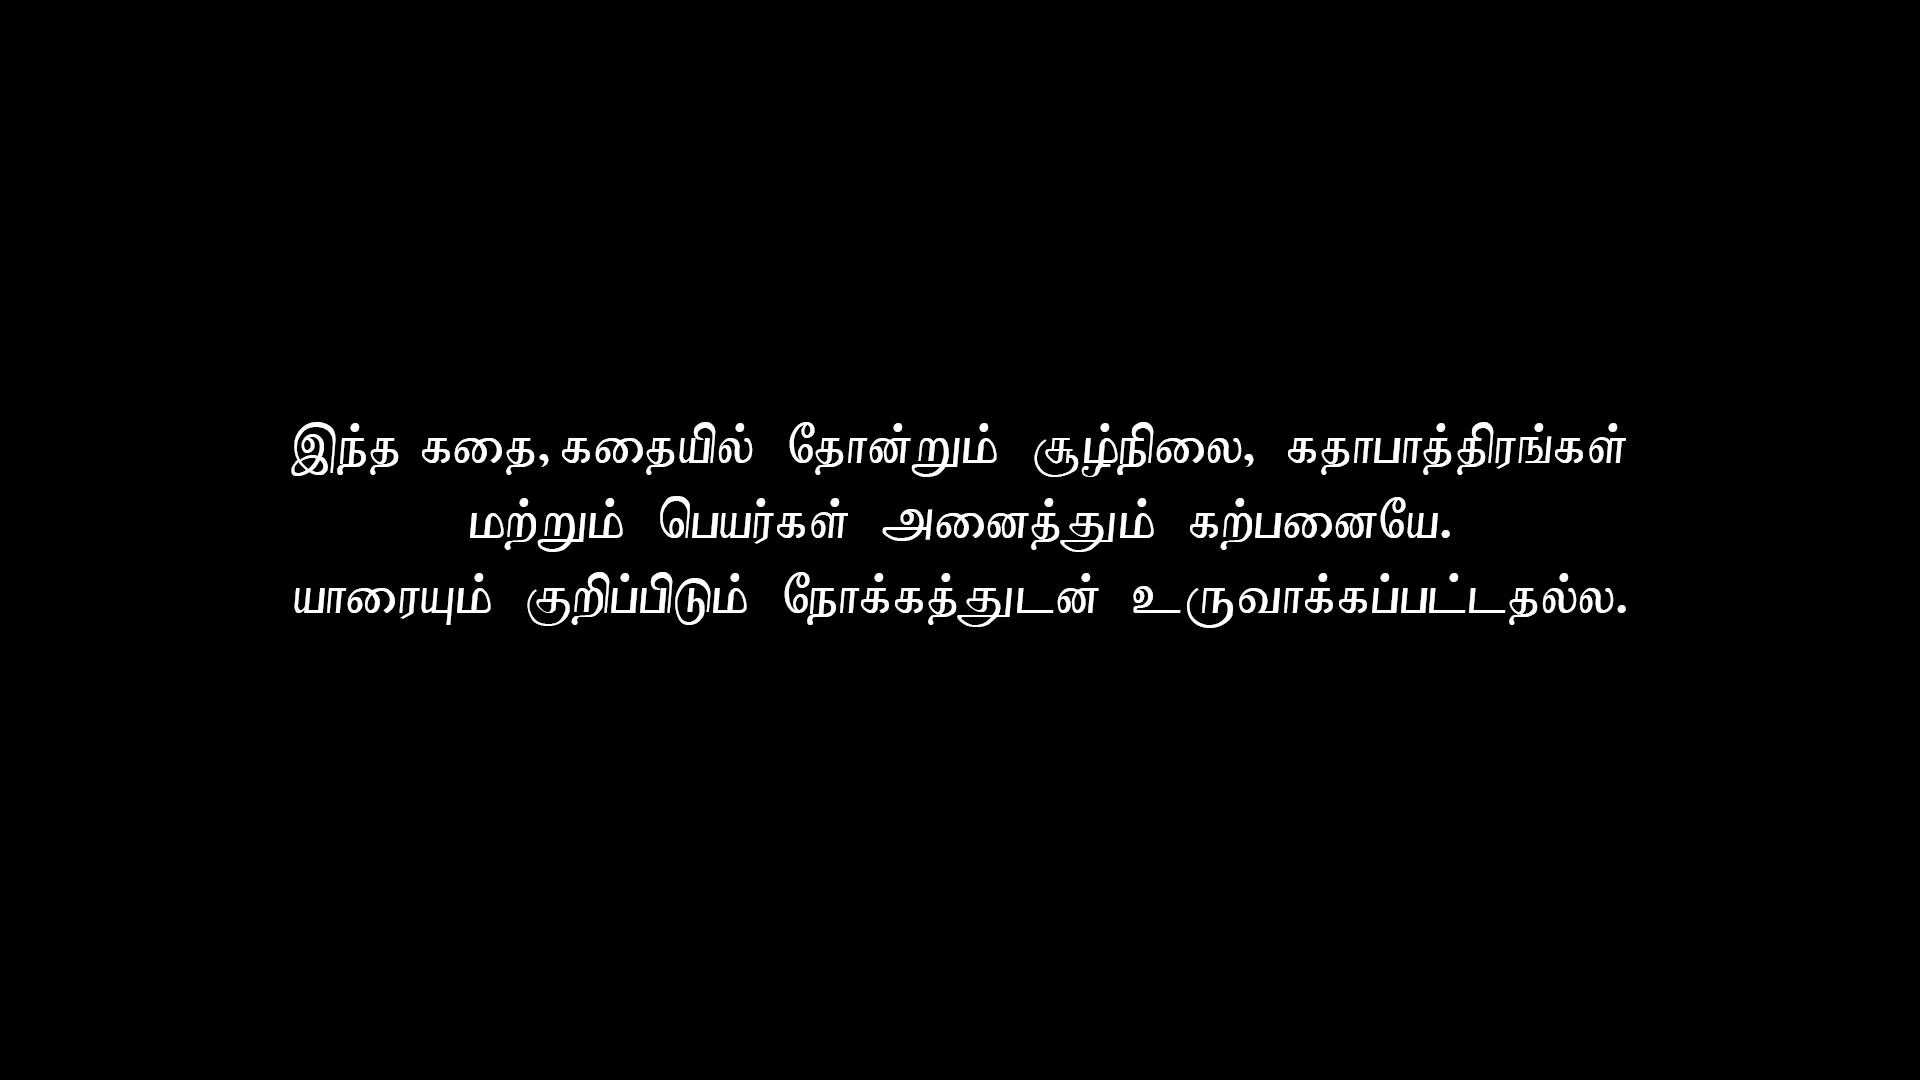 இந்த கதை, கதையில் தோன்றும் சூழ்நிலை, கதாபாத்திரங்கள்
மற்றும் பெயர்கள் அனைத்தும் கற்பனையே.
யாரையும் குறிப்பிடும் நோக்கத்துடன் உருவாக்கப்பட்டதல்ல.